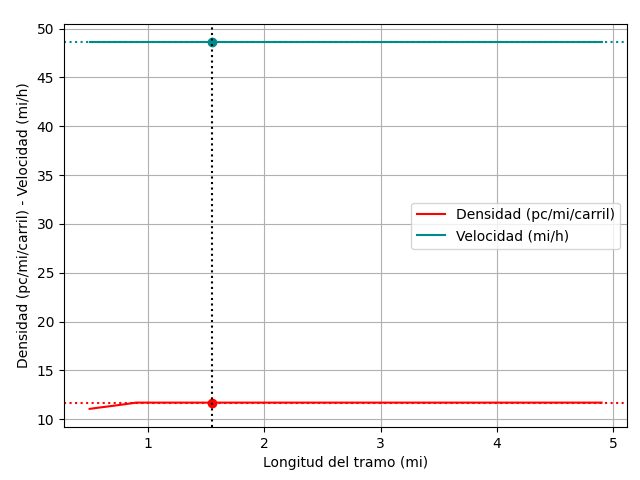 50
45
40
35
30
25
20
15
10
Densidad (pc/mi/carril) - Velocidad (mi/h)
Densidad (pc/mi/carril)
Velocidad (mi/h)
1 2 3 4 5
Longitud del tramo (mi)